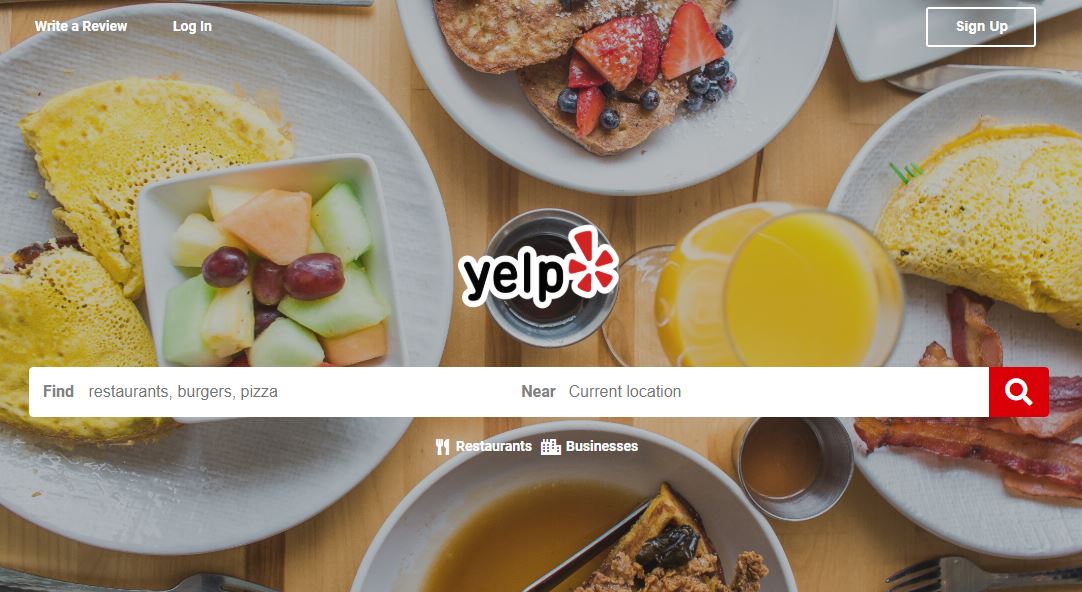 Write a Review Log In Sign Up
yelp
Find restaurants, burgers, pizza Near Current location
Restaurants Businesses